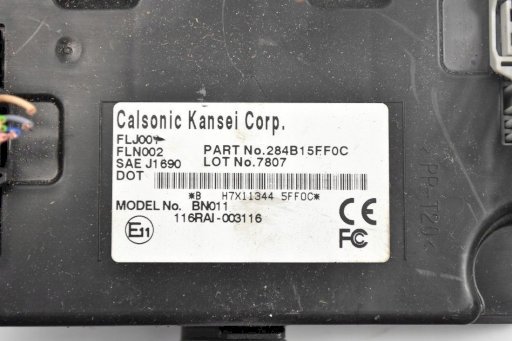 Calsonic Kansei Corp.
FLJ007
FLN002 PART No.284B15FF0C
SAE J1690 LOT No.7807
DOT
*B H7X11344 5FF0C*
MODEL No. BN011
116RAI-003116
E11
CE
FC